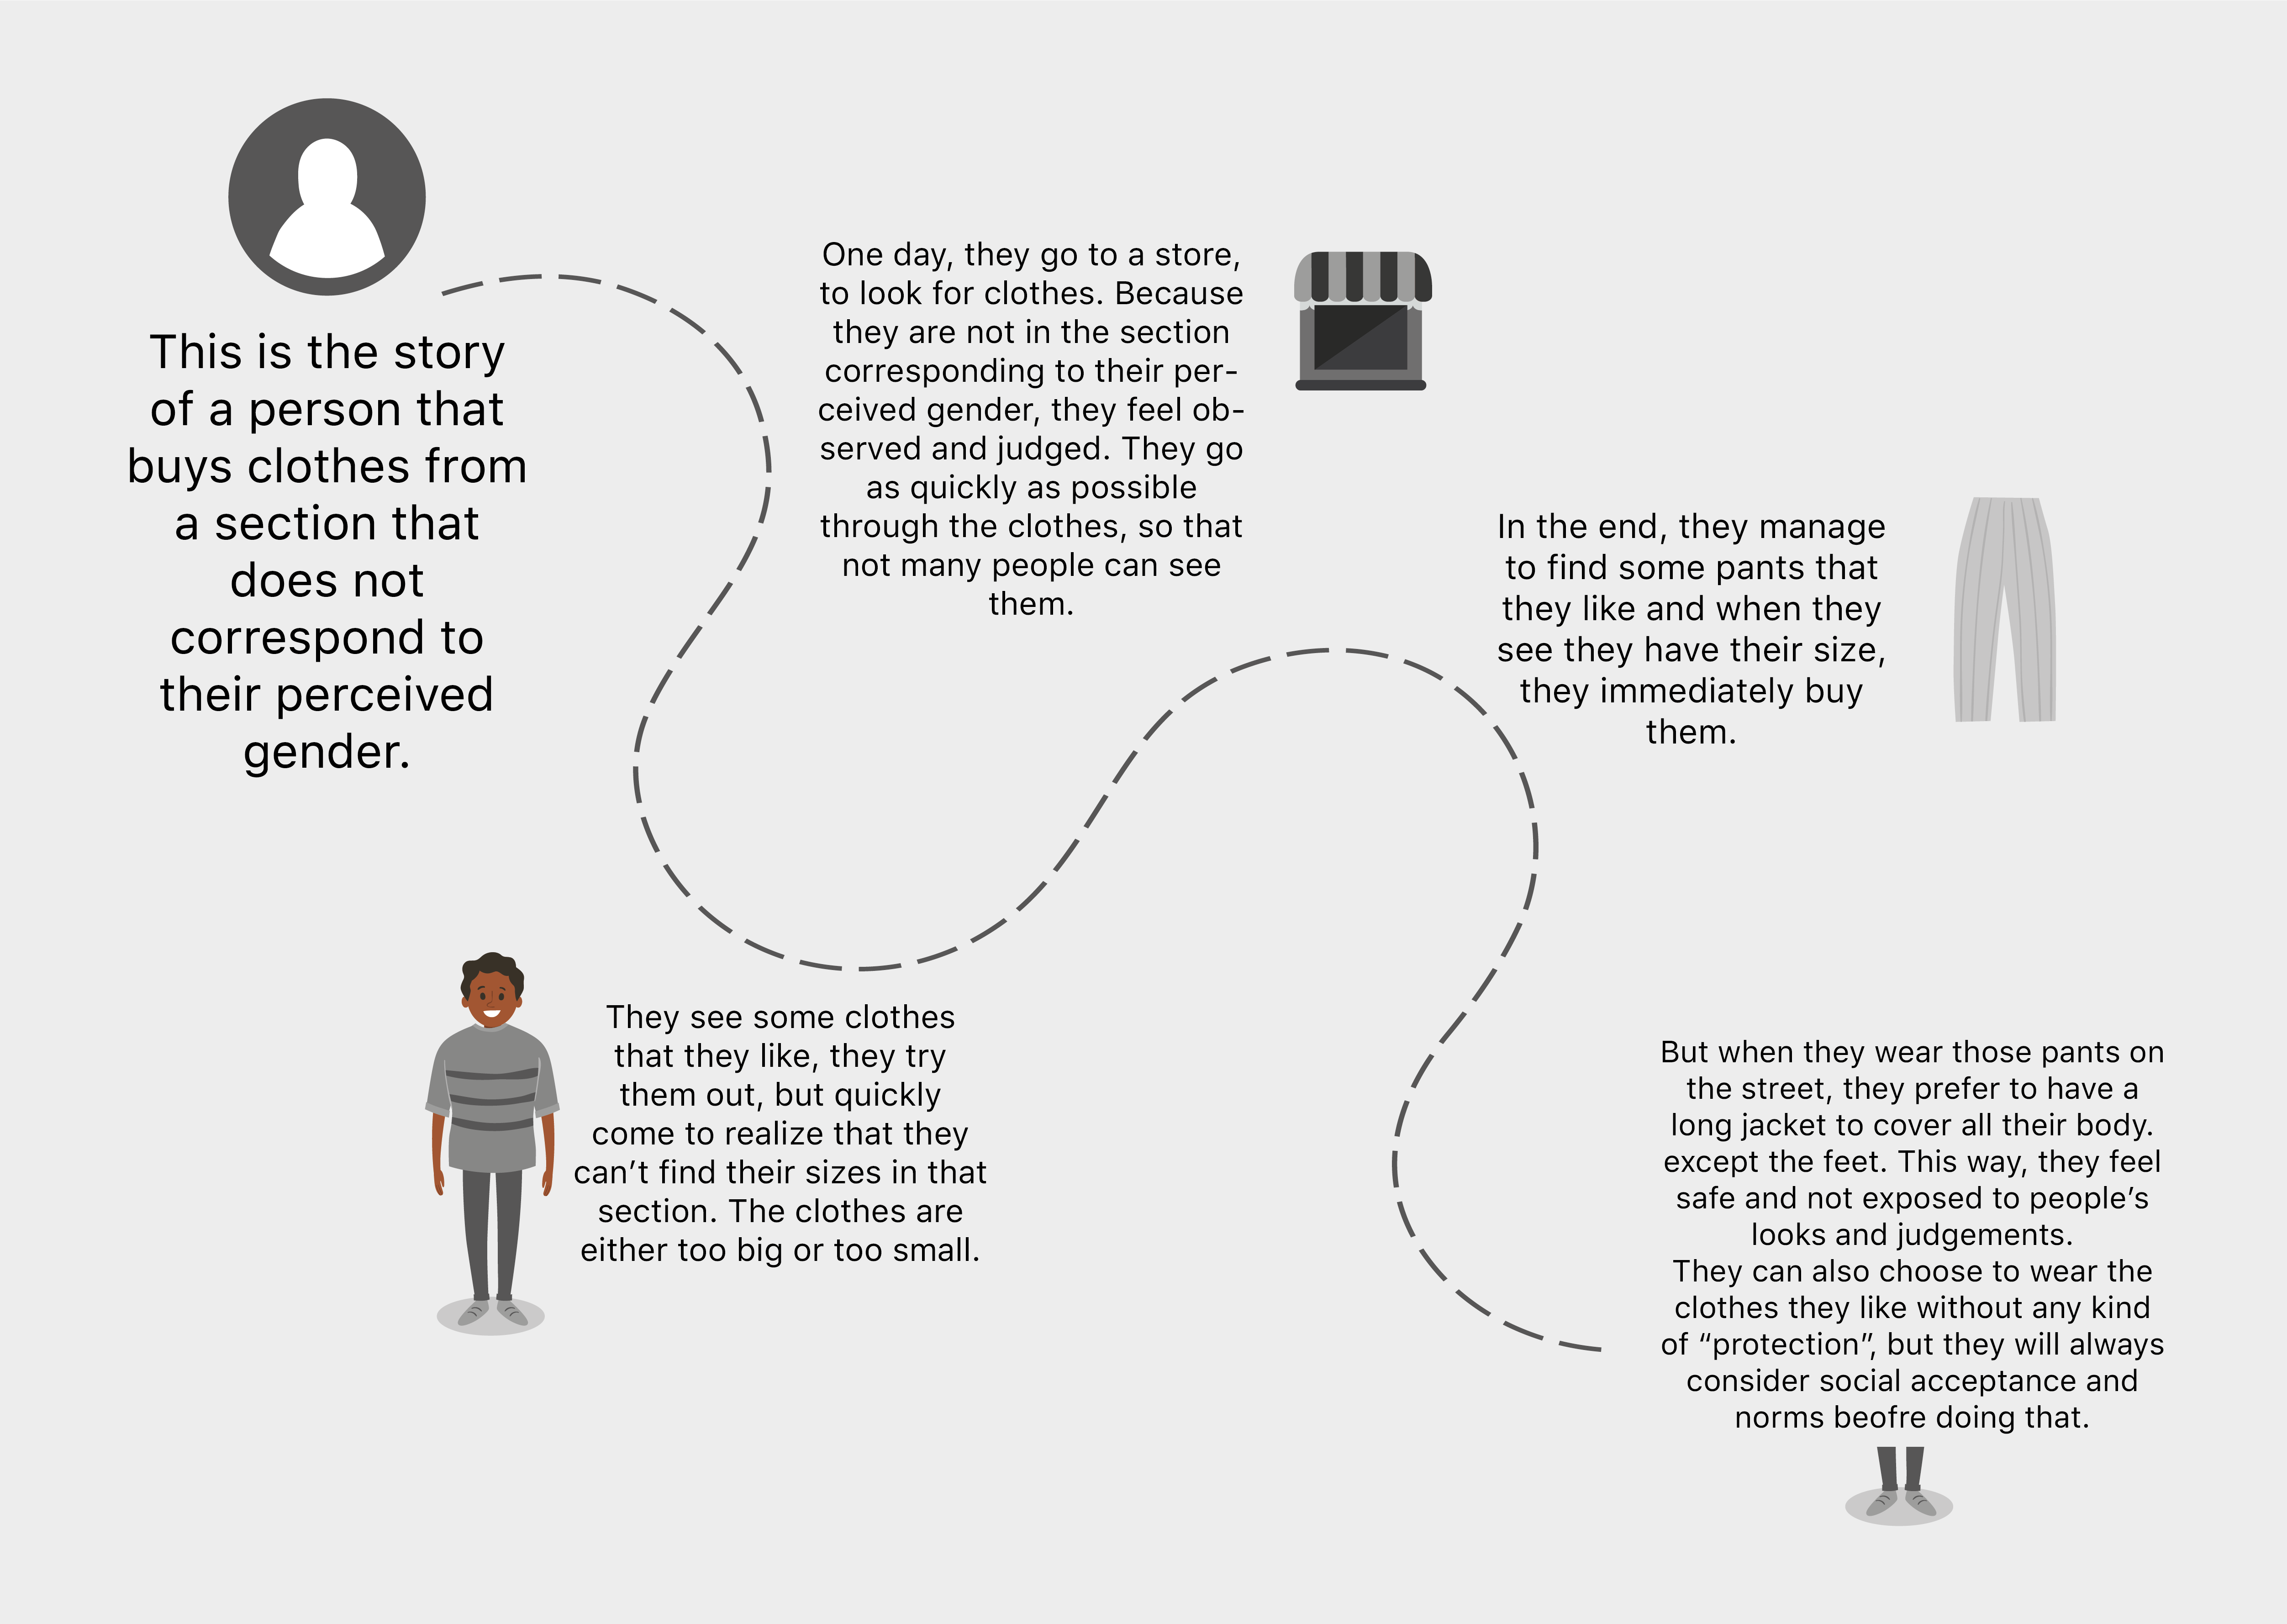 This is the story
of a person that
buys clothes from
a section that
does not
correspond to
their perceived
gender.
One day, they go to a store,
to look for clothes. Because
they are not in the section
corresponding to their per-
ceived gender, they feel ob-
served and judged. They go
as quickly as possible
through the clothes, so that
not many people can see
them.
They see some clothes
that they like, they try
them out, but quickly
come to realize that they
can’t find their sizes in that
section. The clothes are
either too big or too small.
In the end, they manage
to find some pants that
they like and when they
see they have their size,
they immediately buy
them.
But when they wear those pants on
the street, they prefer to have a
long jacket to cover all their body.
except the feet. This way, they feel
safe and not exposed to people’s
looks and judgements.
They can also choose to wear the
clothes they like without any kind
of “protection”, but they will always
consider social acceptance and
norms beofre doing that.